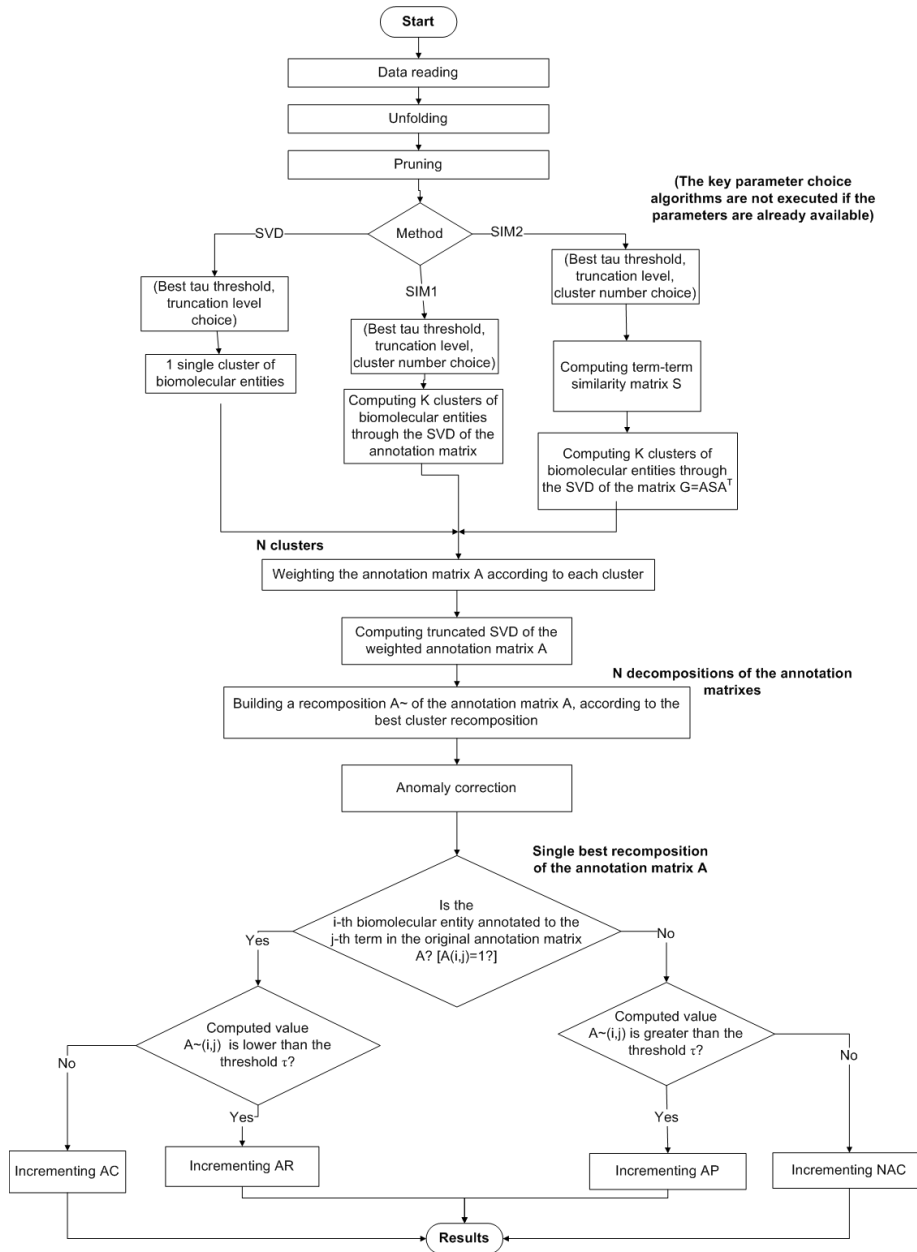 Start
Data reading
Unfolding
Pruning
(The key parameter choice
algorithms are not executed if the
parameters are already available)
Method
SVD
SIM2
SIM1
(Best tau threshold,
truncation level
choice)
(Best tau threshold,
truncation level,
cluster number choice)
(Best tau threshold,
truncation level,
cluster number choice)
1 single cluster of
biomolecular entities
Computing K clusters of
biomolecular entities
through the SVD of the
annotation matrix
Computing term-term
similarity matrix S
Computing K clusters of
biomolecular entities through
the SVD of the matrix G=ASAᵀ
N clusters
Weighting the annotation matrix A according to each cluster
Computing truncated SVD of the
weighted annotation matrix A
N decompositions of the annotation
matrixes
Building a recomposition A~ of the annotation matrix A, according to the
best cluster recomposition
Anomaly correction
Single best recomposition
of the annotation matrix A
Is the
i-th biomolecular entity annotated to the
j-th term in the original annotation matrix
A? [A(i,j)=1?]
Yes
No
Computed value
A~(i,j) is lower than the
threshold τ?
Computed value
A~(i,j) is greater than the
threshold τ?
No
Yes
Yes
No
Incrementing AC
Incrementing AR
Incrementing AP
Incrementing NAC
Results